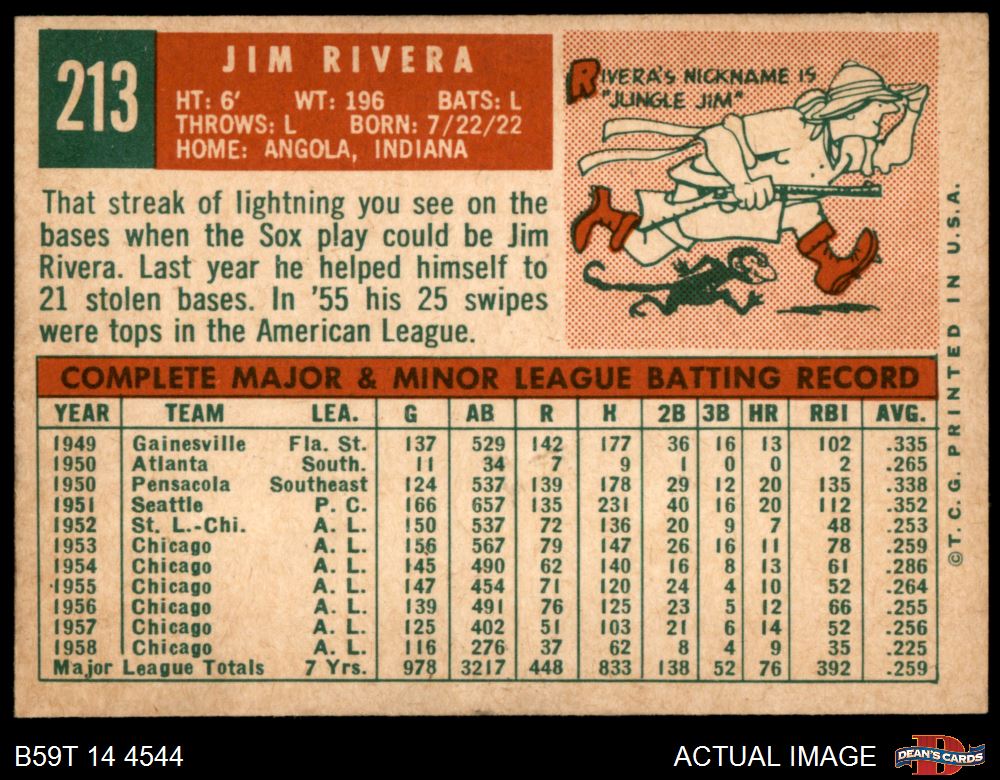 213
JIM RIVERA
HT: 6' WT: 196 BATS: L
THROWS: L BORN: 7/22/22
HOME: ANGOLA, INDIANA
RIVERA'S NICKNAME IS
"JUNGLE JIM"
That streak of lightning you see on the
bases when the Sox play could be Jim
Rivera. Last year he helped himself to
21 stolen bases. In '55 his 25 swipes
were tops in the American League.
COMPLETE MAJOR & MINOR LEAGUE BATTING RECORD
YEAR TEAM LEA. G AB R H 2B 3B HR RBI AVG.
1949 Gainesville Fla. St. 137 529 142 177 36 16 13 102 .335
1950 Atlanta South. 11 34 7 9 1 0 0 2 .265
1950 Pensacola Southeast 124 537 139 178 29 12 20 135 .338
1951 Seattle P. C. 166 657 135 231 40 16 20 112 .352
1952 St. L.-Chi. A. L. 150 537 72 136 20 9 7 48 .253
1953 Chicago A. L. 156 567 79 147 26 16 11 78 .259
1954 Chicago A. L. 145 490 62 140 16 8 13 61 .286
1955 Chicago A. L. 147 454 71 120 24 4 10 52 .264
1956 Chicago A. L. 139 491 76 125 23 5 12 66 .255
1957 Chicago A. L. 125 402 51 103 21 6 14 52 .256
1958 Chicago A. L. 116 276 37 62 8 4 9 35 .225
Major League Totals 7 Yrs. 978 3217 448 833 138 52 76 392 .259
©T. C. G. PRINTED IN U.S.A.
B59T 14 4544
ACTUAL IMAGE
D
DEAN'S CARDS